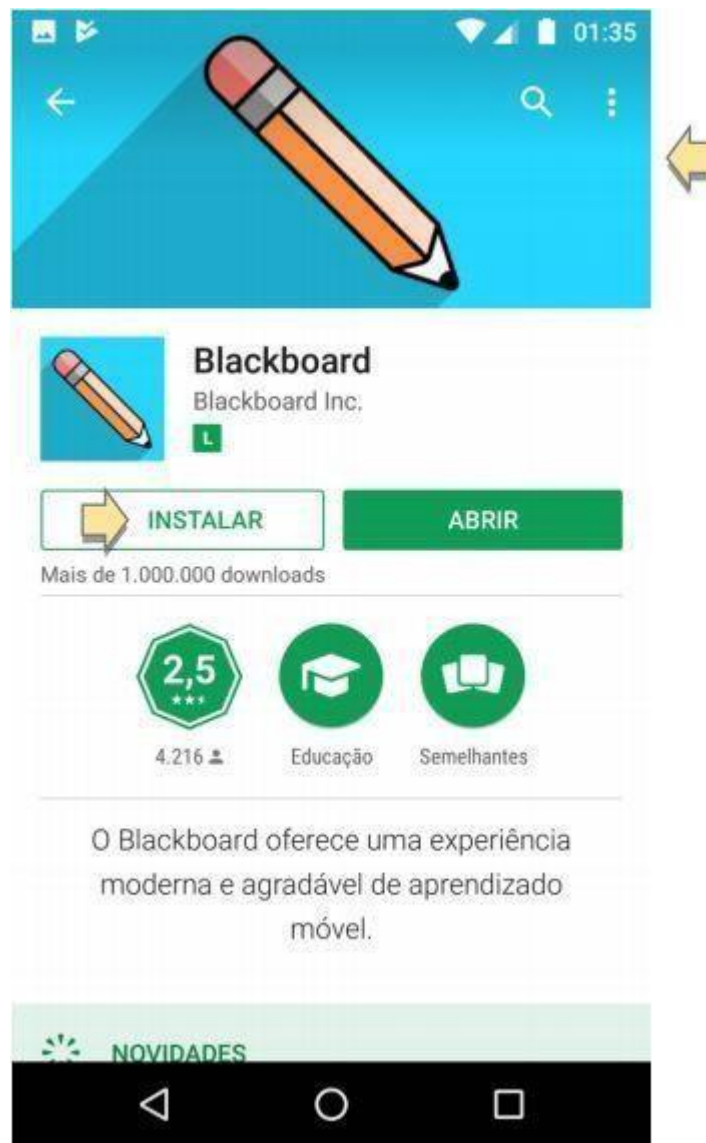 01:35
Blackboard
Blackboard Inc.
L
INSTALAR
ABRIR
Mais de 1.000.000 downloads
2,5
4.216
Educação
Semelhantes
O Blackboard oferece uma experiência
moderna e agradável de aprendizado
móvel.
NOVIDADES